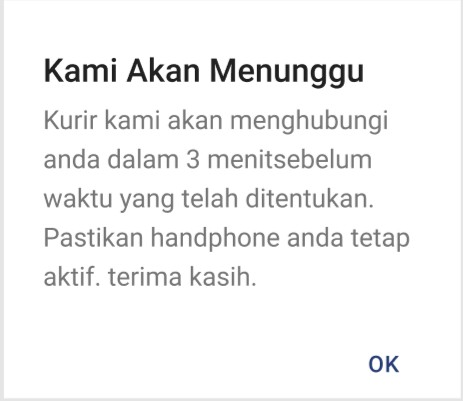 Kami Akan Menunggu
Kurir kami akan menghubungi
anda dalam 3 menitsebelum
waktu yang telah ditentukan.
Pastikan handphone anda tetap
aktif. terima kasih.
OK